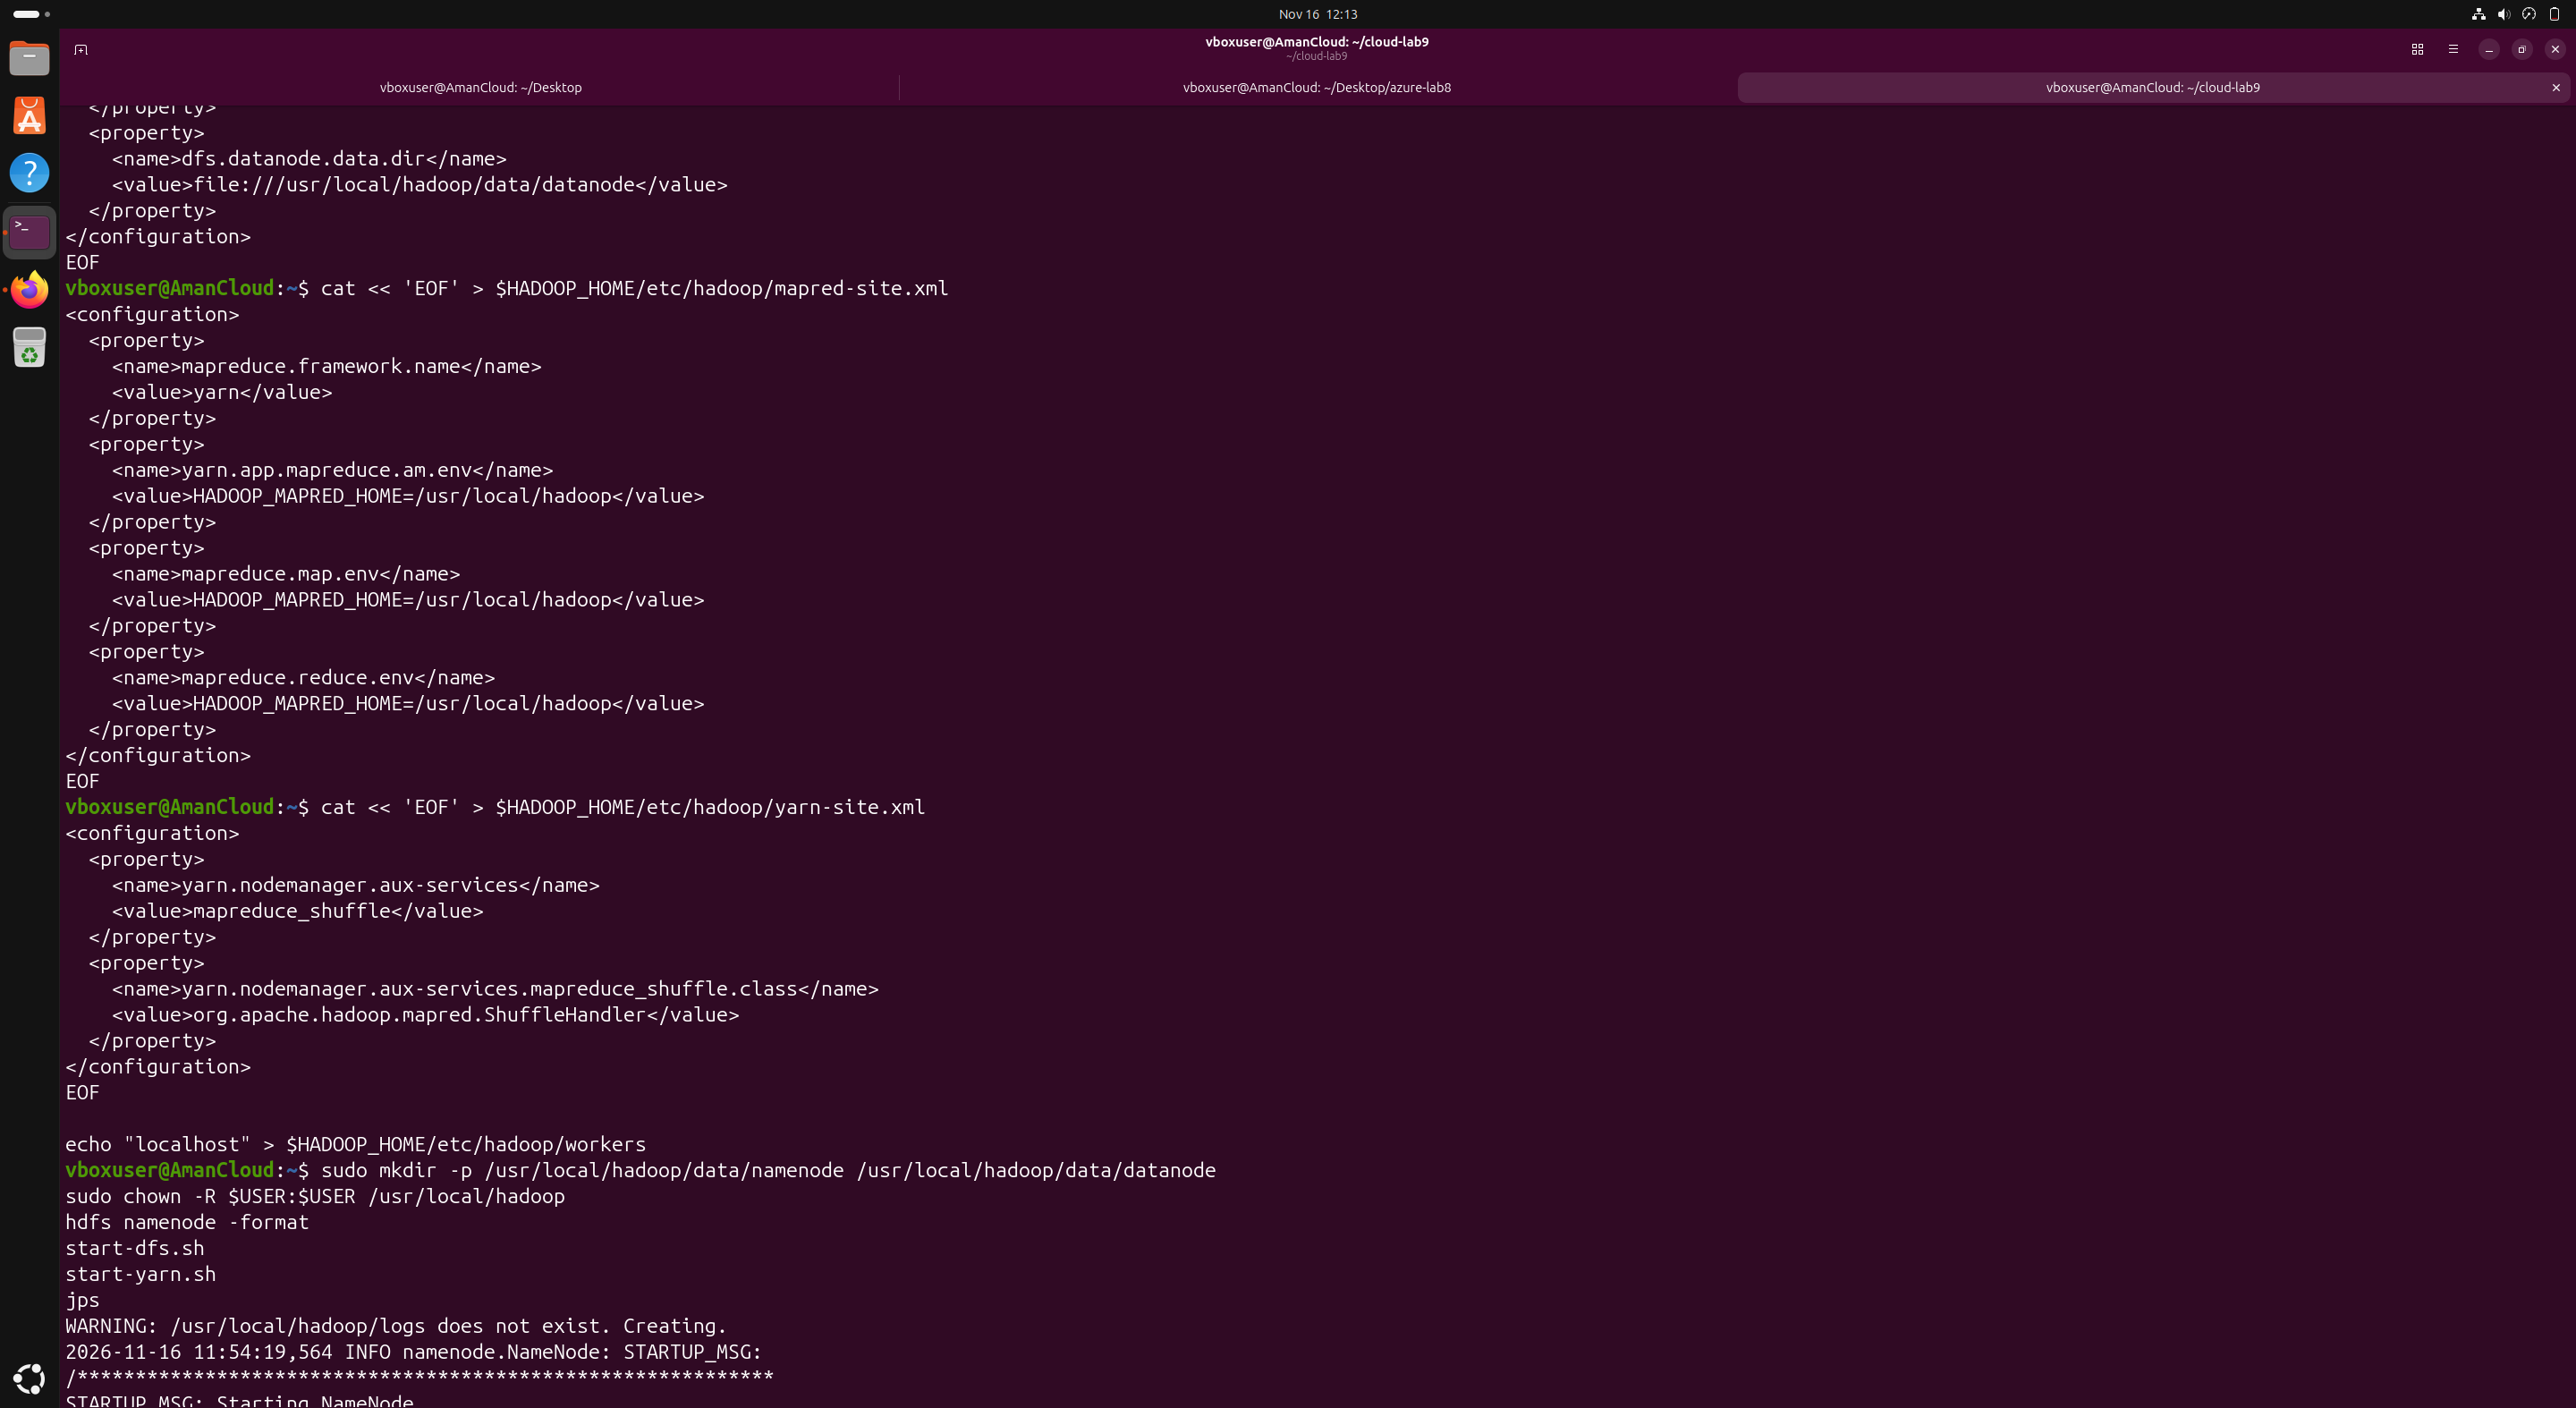 Nov 16 12:13
vboxuser@AmanCloud: ~/cloud-lab9
~/cloud-lab9
vboxuser@AmanCloud: ~/Desktop
vboxuser@AmanCloud: ~/Desktop/azure-lab8
vboxuser@AmanCloud: ~/cloud-lab9
  </property>
  <property>
    <name>dfs.datanode.data.dir</name>
    <value>file:///usr/local/hadoop/data/datanode</value>
  </property>
</configuration>
EOF
vboxuser@AmanCloud:~$ cat << 'EOF' > $HADOOP_HOME/etc/hadoop/mapred-site.xml
<configuration>
  <property>
    <name>mapreduce.framework.name</name>
    <value>yarn</value>
  </property>
  <property>
    <name>yarn.app.mapreduce.am.env</name>
    <value>HADOOP_MAPRED_HOME=/usr/local/hadoop</value>
  </property>
  <property>
    <name>mapreduce.map.env</name>
    <value>HADOOP_MAPRED_HOME=/usr/local/hadoop</value>
  </property>
  <property>
    <name>mapreduce.reduce.env</name>
    <value>HADOOP_MAPRED_HOME=/usr/local/hadoop</value>
  </property>
</configuration>
EOF
vboxuser@AmanCloud:~$ cat << 'EOF' > $HADOOP_HOME/etc/hadoop/yarn-site.xml
<configuration>
  <property>
    <name>yarn.nodemanager.aux-services</name>
    <value>mapreduce_shuffle</value>
  </property>
  <property>
    <name>yarn.nodemanager.aux-services.mapreduce_shuffle.class</name>
    <value>org.apache.hadoop.mapred.ShuffleHandler</value>
  </property>
</configuration>
EOF

echo "localhost" > $HADOOP_HOME/etc/hadoop/workers
vboxuser@AmanCloud:~$ sudo mkdir -p /usr/local/hadoop/data/namenode /usr/local/hadoop/data/datanode
sudo chown -R $USER:$USER /usr/local/hadoop
hdfs namenode -format
start-dfs.sh
start-yarn.sh
jps
WARNING: /usr/local/hadoop/logs does not exist. Creating.
2026-11-16 11:54:19,564 INFO namenode.NameNode: STARTUP_MSG:
/************************************************************
STARTUP_MSG: Starting NameNode